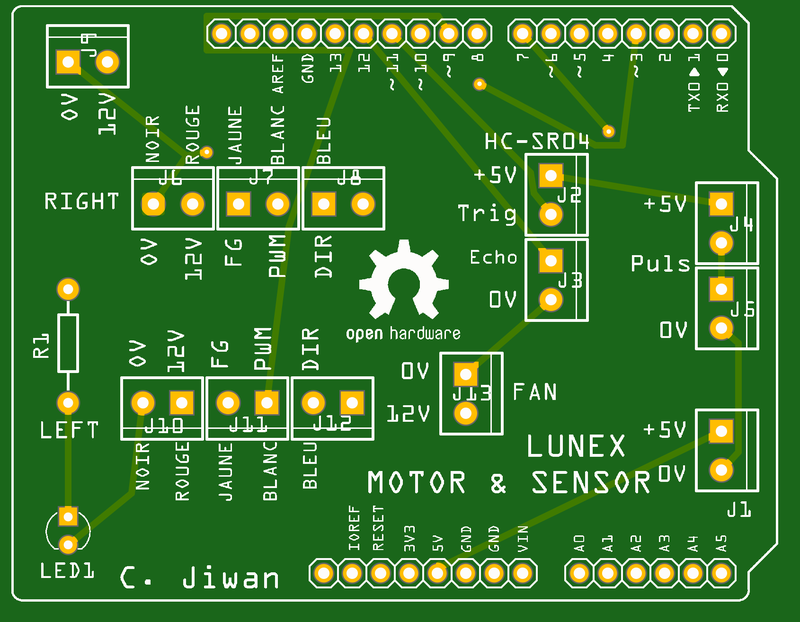 AREF
GND
13
12
~11
~10
~9
8
7
~6
~5
4
~3
2
TX0 ▶ 1
RX0 ◀ 0
J9
0V
12V
NOIR
ROUGE
JAUNE
BLANC
BLEU
HC-SR04
RIGHT
J6
J7
J8
0V
12V
FG
PWM
DIR
+5V
J2
Trig
Echo
J3
0V
+5V
J4
Puls
J5
0V
open hardware
R1
0V
12V
FG
PWM
DIR
0V
J13
FAN
12V
LEFT
J10
J11
J12
NOIR
ROUGE
JAUNE
BLANC
BLEU
+5V
0V
J1
LUNEX
MOTOR & SENSOR
IOREF
RESET
3V3
5V
GND
GND
VIN
A0
A1
A2
A3
A4
A5
LED1
C. Jiwan